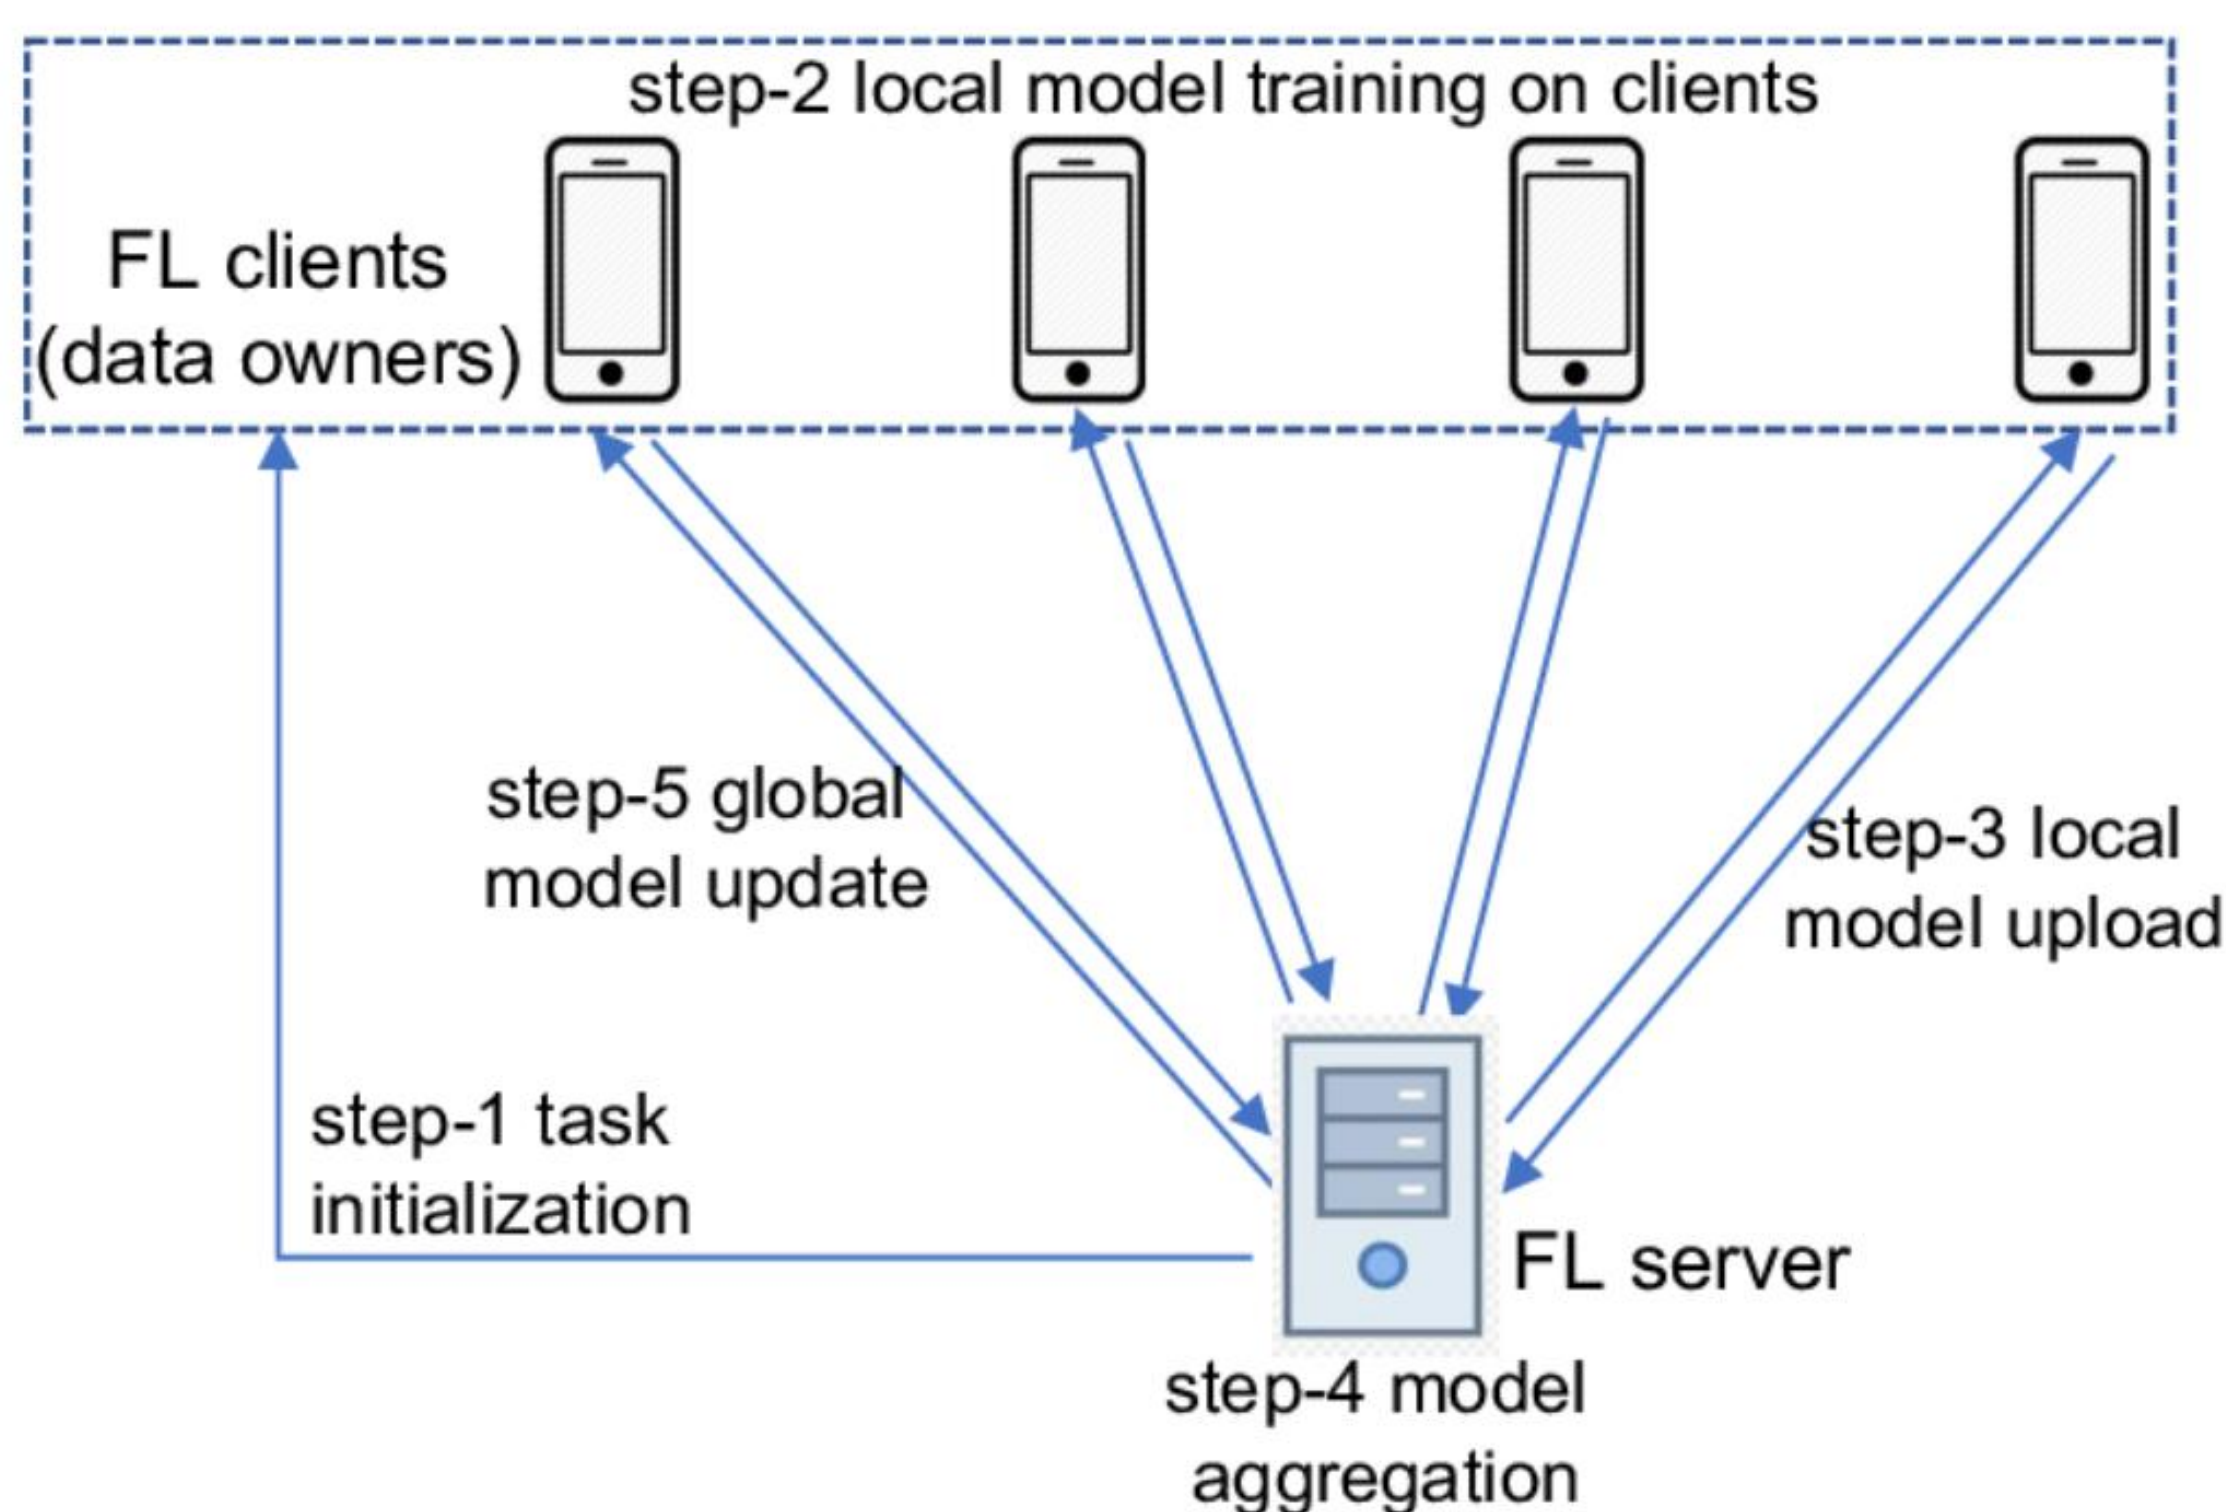 step-2 local model training on clients
FL clients
(data owners)
step-5 global
model update
step-3 local
model upload
step-1 task
initialization
FL server
step-4 model
aggregation